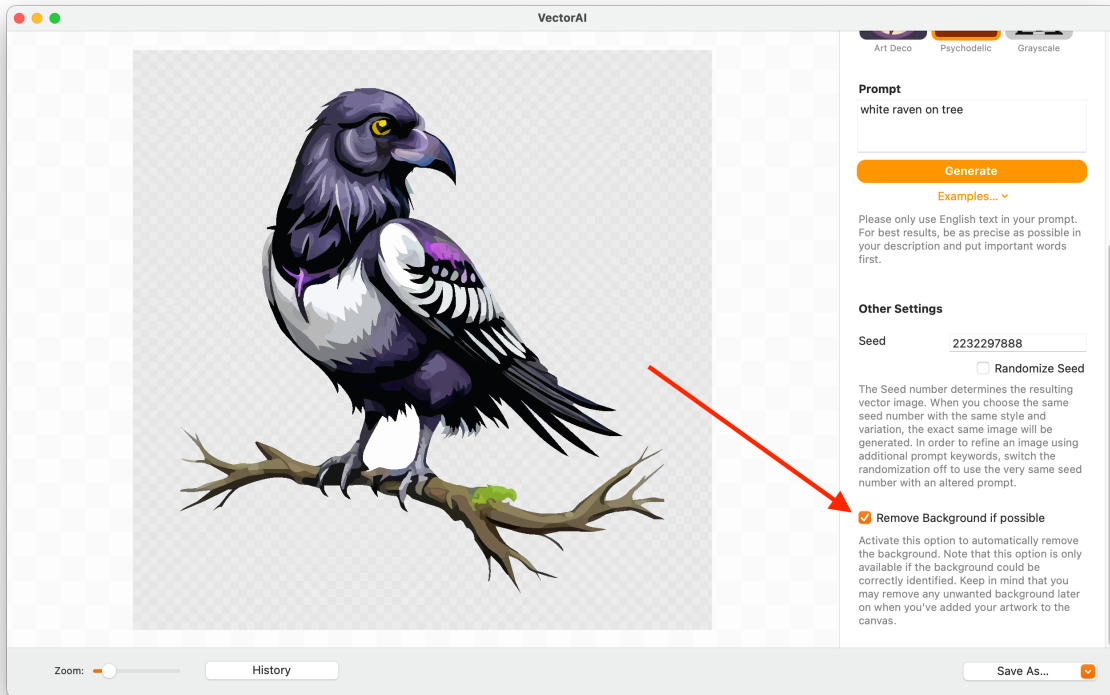 VectorAI
Art Deco
Psychodelic
Grayscale
Prompt
white raven on tree
Generate
Examples...
Please only use English text in your prompt.
For best results, be as precise as possible in
your description and put important words
first.
Other Settings
Seed
2232297888
Randomize Seed
The Seed number determines the resulting
vector image. When you choose the same
seed number with the same style and
variation, the exact same image will be
generated. In order to refine an image using
additional prompt keywords, switch the
randomization off to use the very same seed
number with an altered prompt.
Remove Background if possible
Activate this option to automatically remove
the background. Note that this option is only
available if the background could be
correctly identified. Keep in mind that you
may remove any unwanted background later
on when you've added your artwork to the
canvas.
Zoom:
History
Save As...